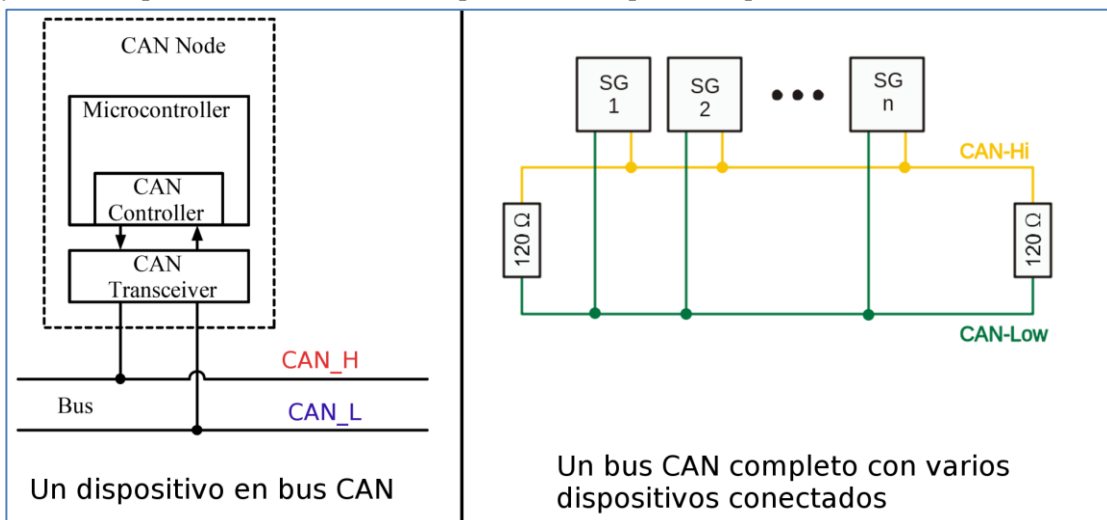 CAN Node
Microcontroller
CAN
Controller
CAN
Transceiver
CAN_H
Bus
CAN_L
Un dispositivo en bus CAN
SG
1
SG
2
SG
n
CAN-Hi
120 Ω
120 Ω
CAN-Low
Un bus CAN completo con varios
dispositivos conectados